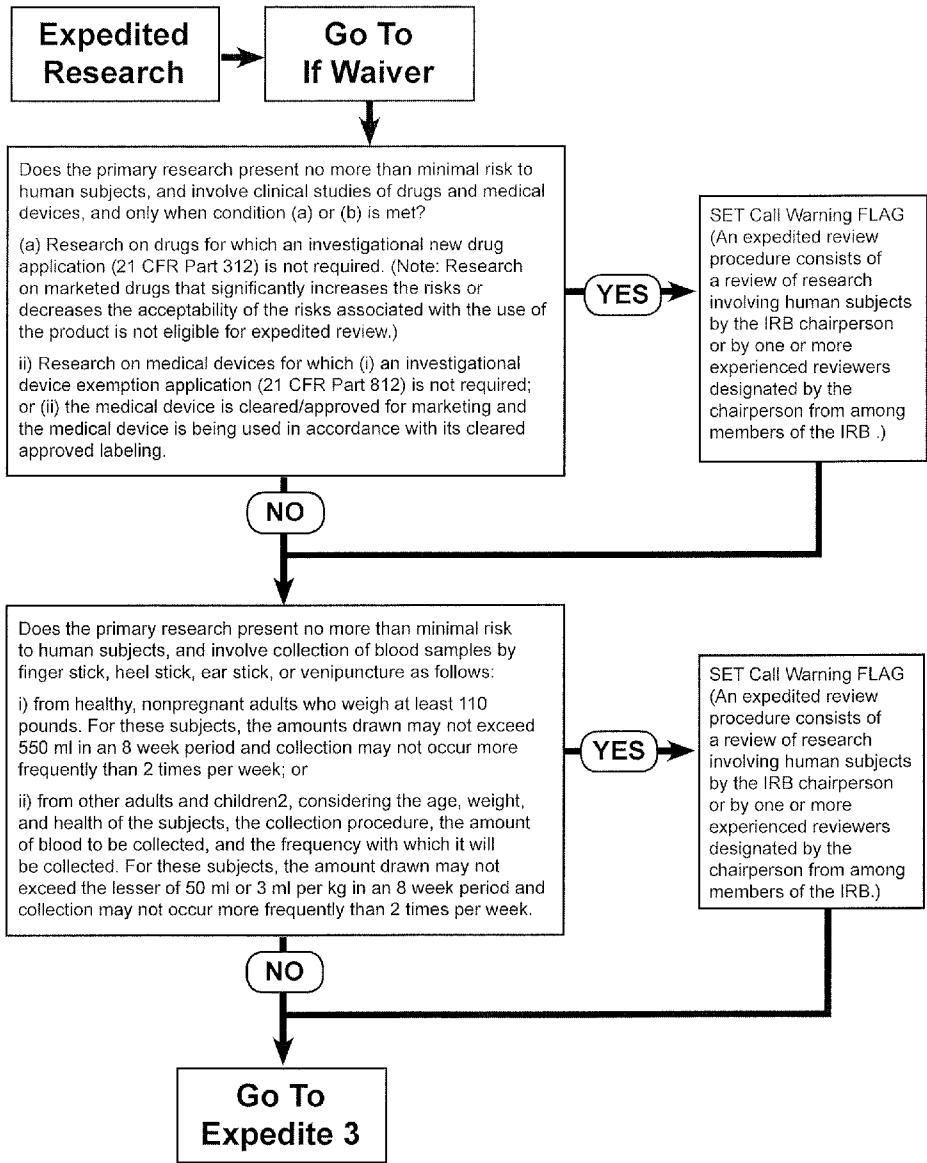 Expedited
Research
Go To
If Waiver
Does the primary research present no more than minimal risk to
human subjects, and involve clinical studies of drugs and medical
devices, and only when condition (a) or (b) is met?
(a) Research on drugs for which an investigational new drug
application (21 CFR Part 312) is not required. (Note: Research
on marketed drugs that significantly increases the risks or
decreases the acceptability of the risks associated with the use of
the product is not eligible for expedited review.)
ii) Research on medical devices for which (i) an investigational
device exemption application (21 CFR Part 812) is not required;
or (ii) the medical device is cleared/approved for marketing and
the medical device is being used in accordance with its cleared
approved labeling.
YES
SET Call Warning FLAG
(An expedited review
procedure consists of
a review of research
involving human subjects
by the IRB chairperson
or by one or more
experienced reviewers
designated by the
chairperson from among
members of the IRB .)
NO
Does the primary research present no more than minimal risk
to human subjects, and involve collection of blood samples by
finger stick, heel stick, ear stick, or venipuncture as follows:
i) from healthy, nonpregnant adults who weigh at least 110
pounds. For these subjects, the amounts drawn may not exceed
550 ml in an 8 week period and collection may not occur more
frequently than 2 times per week; or
ii) from other adults and children2, considering the age, weight,
and health of the subjects, the collection procedure, the amount
of blood to be collected, and the frequency with which it will
be collected. For these subjects, the amount drawn may not
exceed the lesser of 50 ml or 3 ml per kg in an 8 week period and
collection may not occur more frequently than 2 times per week.
YES
SET Call Warning FLAG
(An expedited review
procedure consists of
a review of research
involving human subjects
by the IRB chairperson
or by one or more
experienced reviewers
designated by the
chairperson from among
members of the IRB.)
NO
Go To
Expedite 3